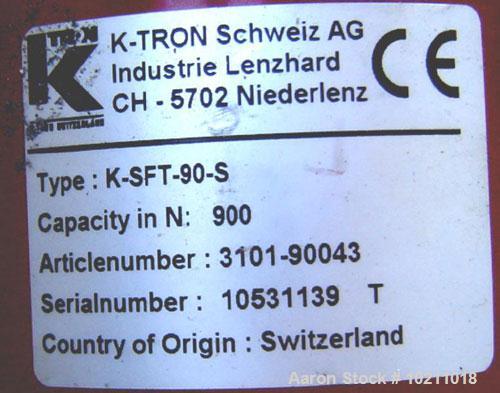 K
TRON
K-TRON Schweiz AG
Industrie Lenzhard
CH - 5702 Niederlenz
CE
Type : K-SFT-90-S
Capacity in N: 900
Articlenumber : 3101-90043
Serialnumber : 10531139 T
Country of Origin : Switzerland
Aaron Stock # 10211018